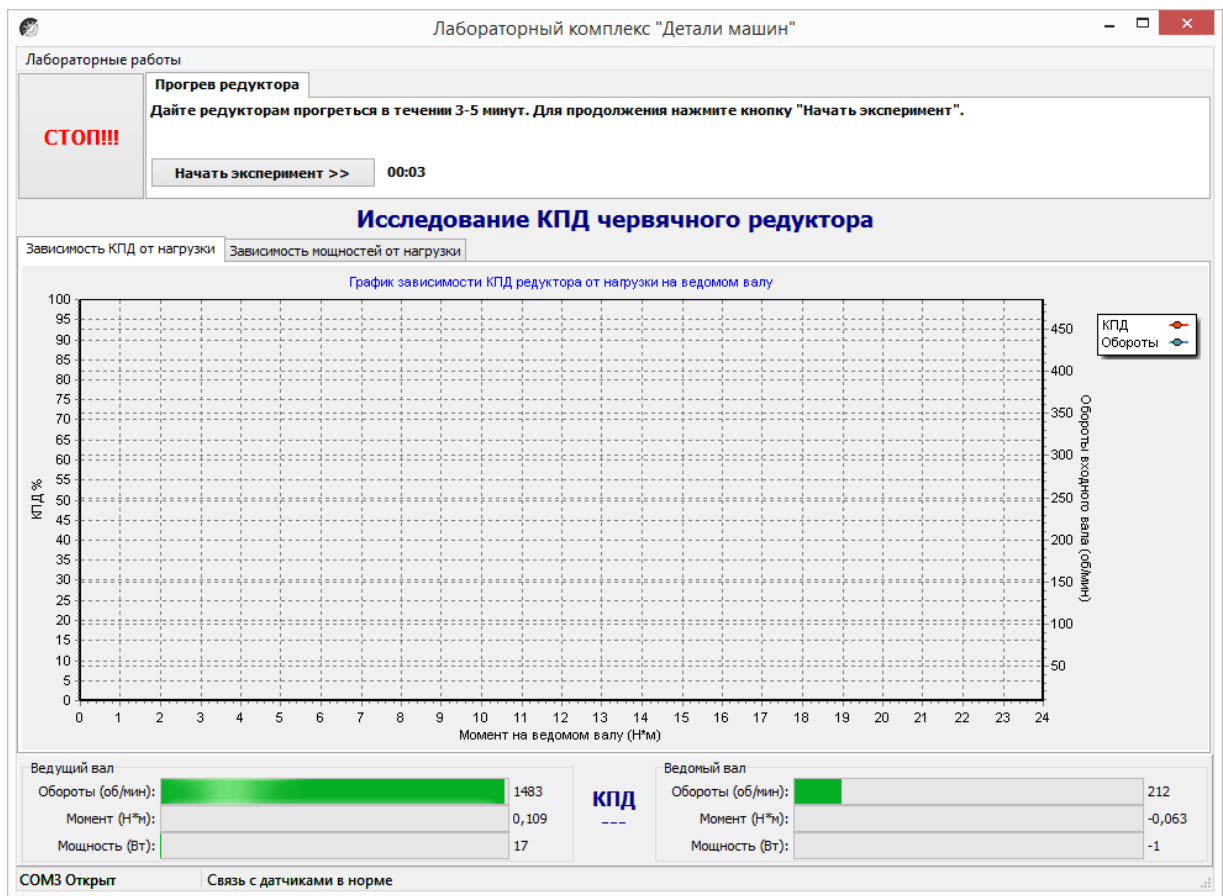 Лабораторный комплекс "Детали машин"
Лабораторные работы
СТОП!!!
Прогрев редуктора
Дайте редукторам прогреться в течении 3-5 минут. Для продолжения нажмите кнопку "Начать эксперимент".
Начать эксперимент >> 00:03
Исследование КПД червячного редуктора
Зависимость КПД от нагрузки Зависимость мощностей от нагрузки
График зависимости КПД редуктора от нагрузки на ведомом валу
КПД %
100
95
90
85
80
75
70
65
60
55
50
45
40
35
30
25
20
15
10
5
0
0 1 2 3 4 5 6 7 8 9 10 11 12 13 14 15 16 17 18 19 20 21 22 23 24
Момент на ведомом валу (Н*м)
450
400
350
300
250
200
150
100
50
Обороты входного вала (об/мин)
КПД
Обороты
Ведущий вал
Обороты (об/мин): 1483
Момент (Н*м): 0,109
Мощность (Вт): 17
КПД
---
Ведомый вал
Обороты (об/мин): 212
Момент (Н*м): -0,063
Мощность (Вт): -1
COM3 Открыт Связь с датчиками в норме